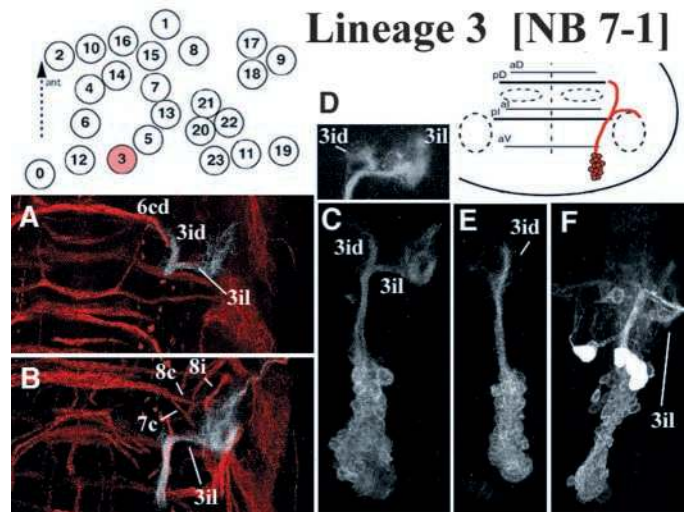 Lineage 3 [NB 7-1]
1
2
10
16
15
8
17
9
18
4
14
7
ant
6
13
21
22
5
20
0
12
3
23
11
19
aD
pD
aI
pI
aV
D
3id
3il
A
6cd
3id
3il
B
8c
8i
7c
3il
C
3id
3il
E
3id
F
3il